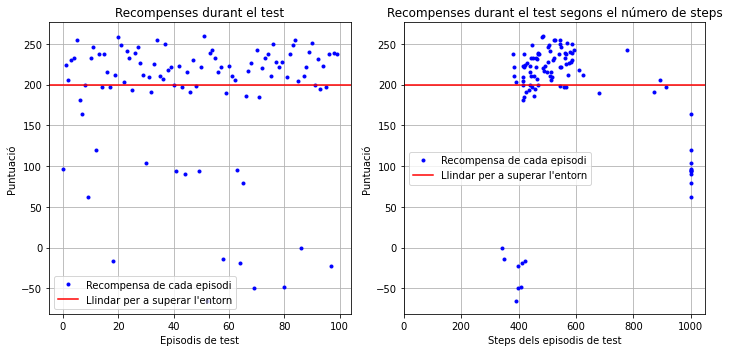 Recompenses durant el test
Puntuació
250
200
150
100
50
0
−50
Recompensa de cada episodi
Llindar per a superar l'entorn
0 20 40 60 80 100
Episodis de test
Recompenses durant el test segons el número de steps
Puntuació
250
200
150
100
50
0
−50
Recompensa de cada episodi
Llindar per a superar l'entorn
0 200 400 600 800 1000
Steps dels episodis de test